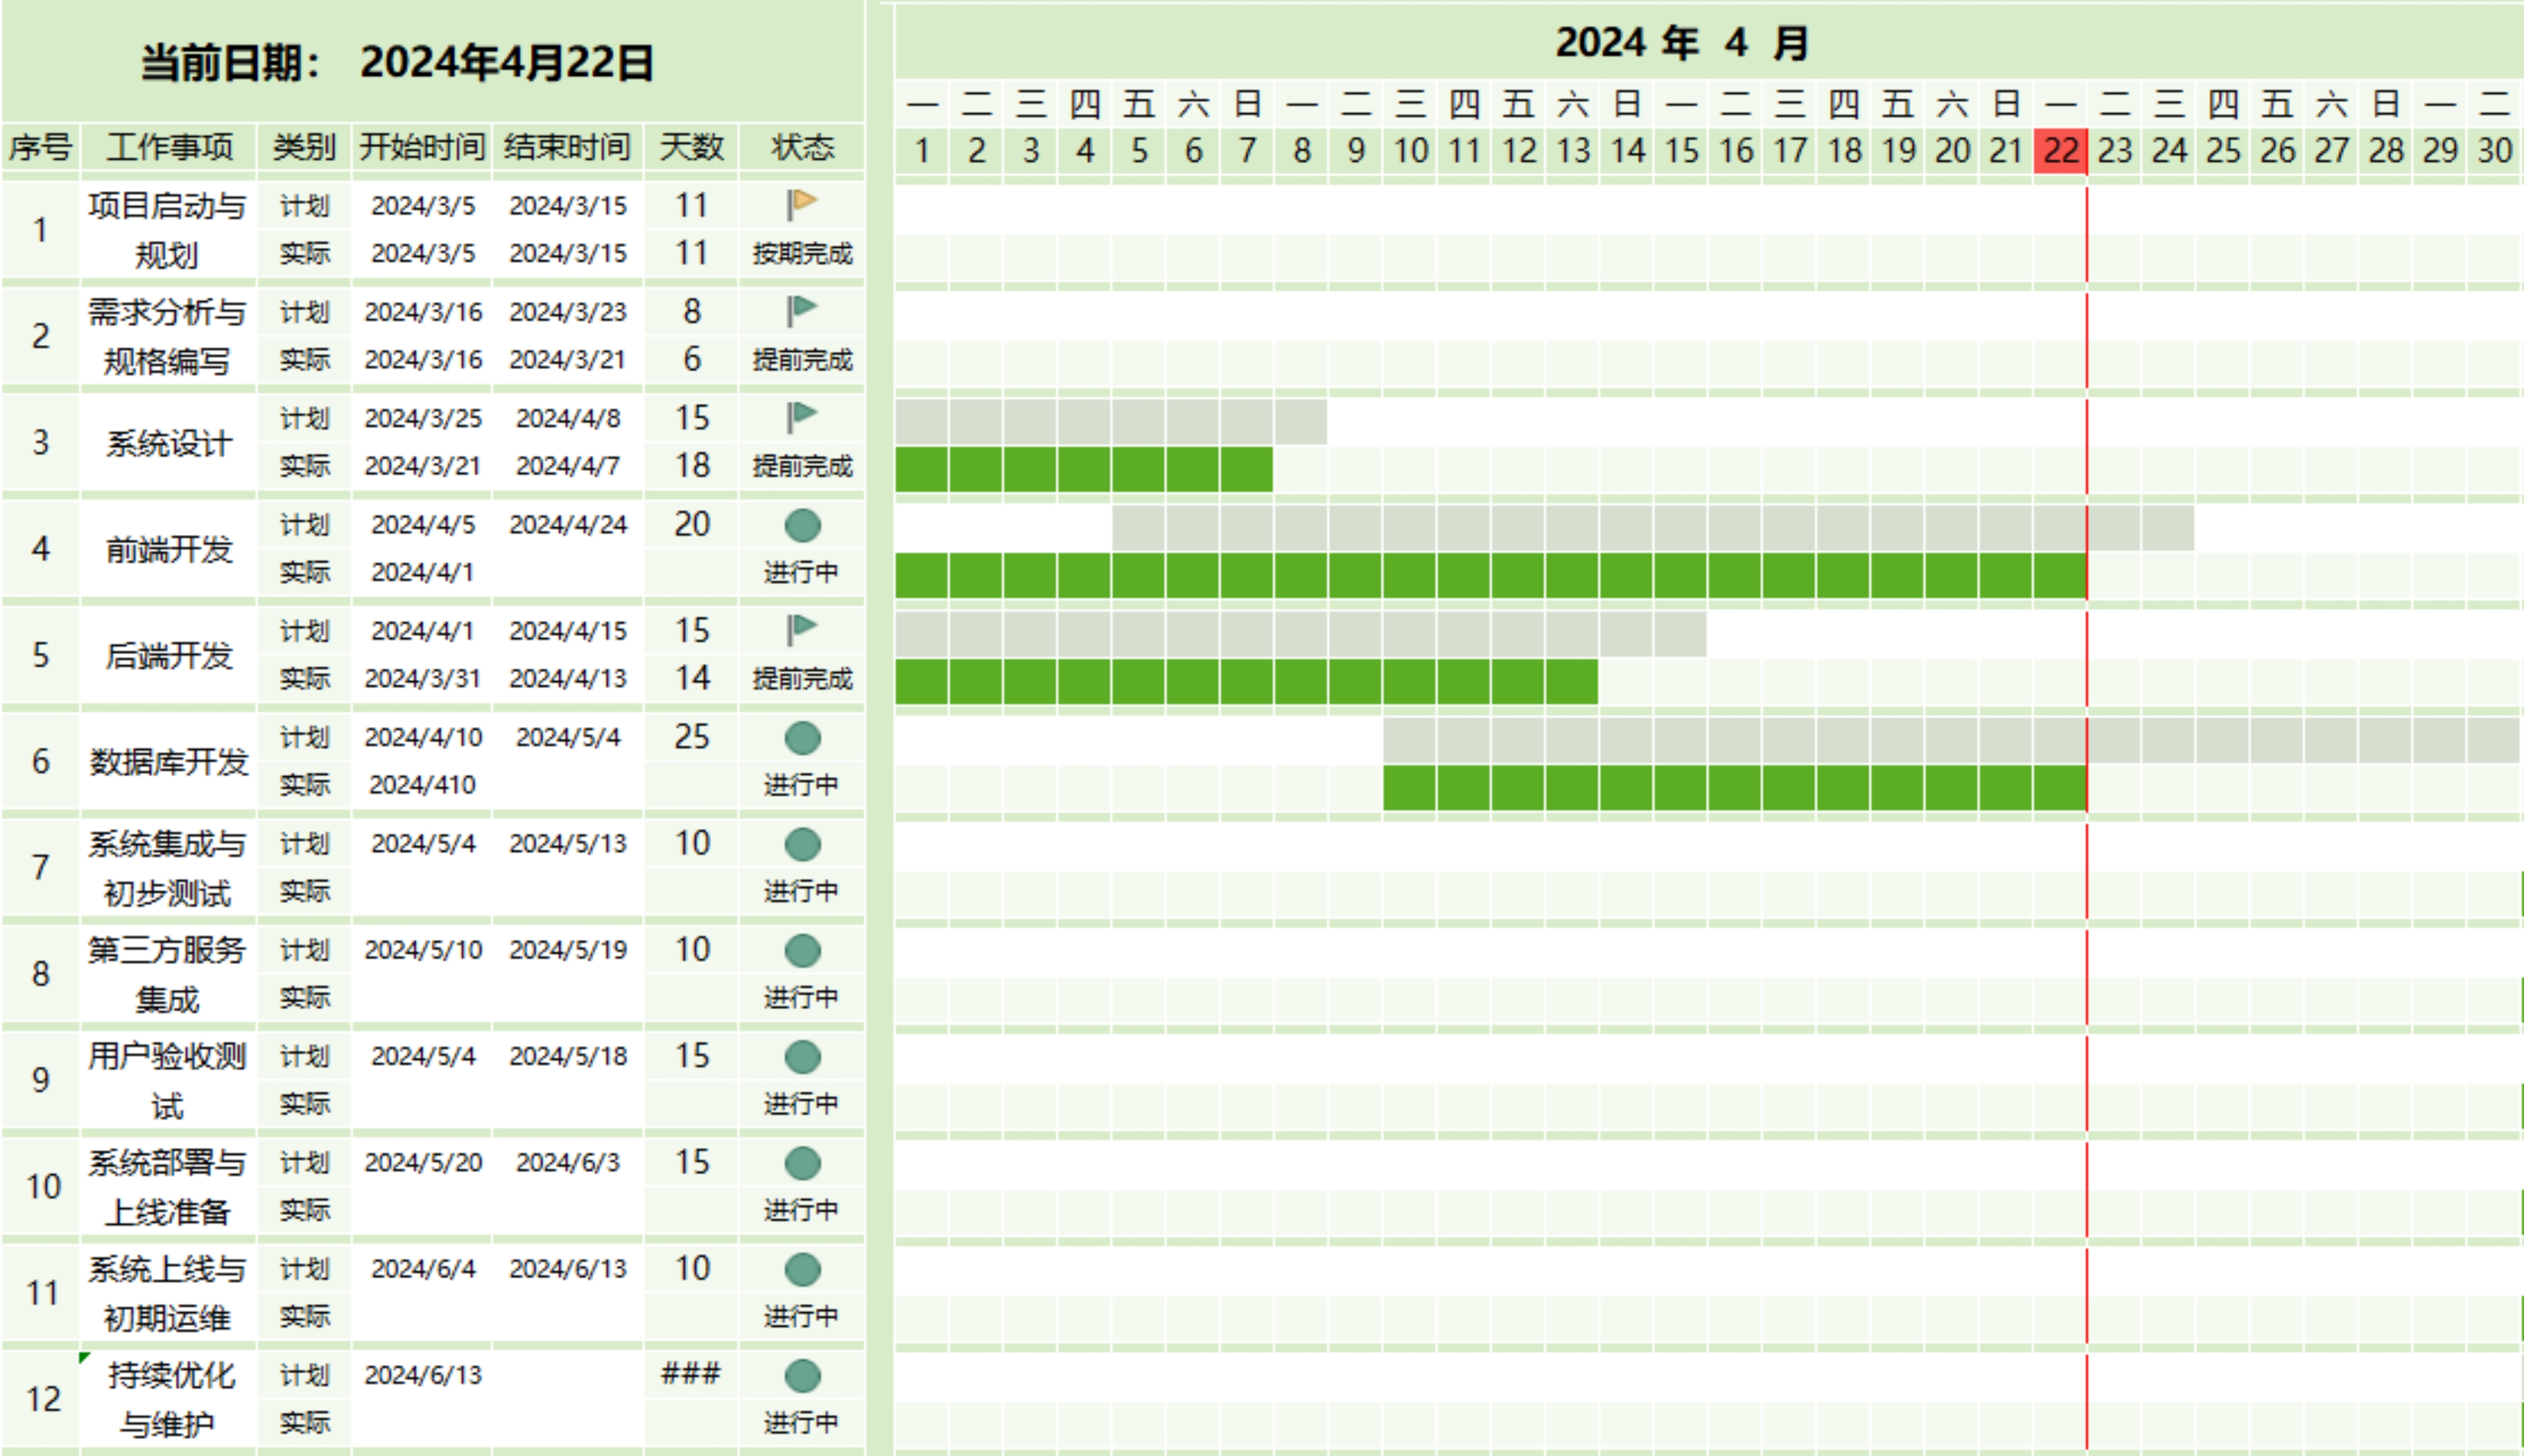 当前日期： 2024年4月22日
2024 年 4 月
一 二 三 四 五 六 日 一 二 三 四 五 六 日 一 二 三 四 五 六 日 一 二 三 四 五 六 日 一 二
序号 工作事项 类别 开始时间 结束时间 天数 状态
1 2 3 4 5 6 7 8 9 10 11 12 13 14 15 16 17 18 19 20 21 22 23 24 25 26 27 28 29 30
1
项目启动与
规划
计划 2024/3/5 2024/3/15 11
实际 2024/3/5 2024/3/15 11 按期完成
2
需求分析与
规格编写
计划 2024/3/16 2024/3/23 8
实际 2024/3/16 2024/3/21 6 提前完成
3
系统设计
计划 2024/3/25 2024/4/8 15
实际 2024/3/21 2024/4/7 18 提前完成
4
前端开发
计划 2024/4/5 2024/4/24 20
实际 2024/4/1 进行中
5
后端开发
计划 2024/4/1 2024/4/15 15
实际 2024/3/31 2024/4/13 14 提前完成
6
数据库开发
计划 2024/4/10 2024/5/4 25
实际 2024/410 进行中
7
系统集成与
初步测试
计划 2024/5/4 2024/5/13 10
实际 进行中
8
第三方服务
集成
计划 2024/5/10 2024/5/19 10
实际 进行中
9
用户验收测
试
计划 2024/5/4 2024/5/18 15
实际 进行中
10
系统部署与
上线准备
计划 2024/5/20 2024/6/3 15
实际 进行中
11
系统上线与
初期运维
计划 2024/6/4 2024/6/13 10
实际 进行中
12
持续优化
与维护
计划 2024/6/13 ###
实际 进行中